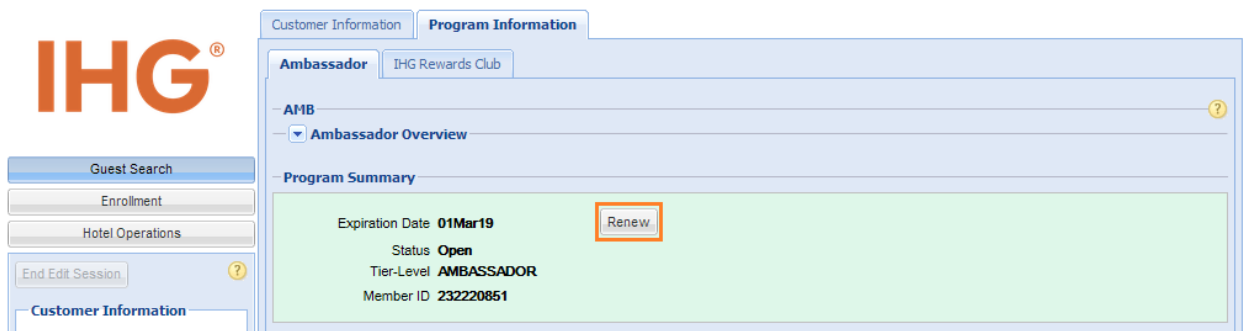 IHG®
Guest Search
Enrollment
Hotel Operations
End Edit Session
Customer Information
Customer Information Program Information
Ambassador IHG Rewards Club
AMB
Ambassador Overview
Program Summary
Expiration Date 01Mar19 Renew
Status Open
Tier-Level AMBASSADOR
Member ID 232220851